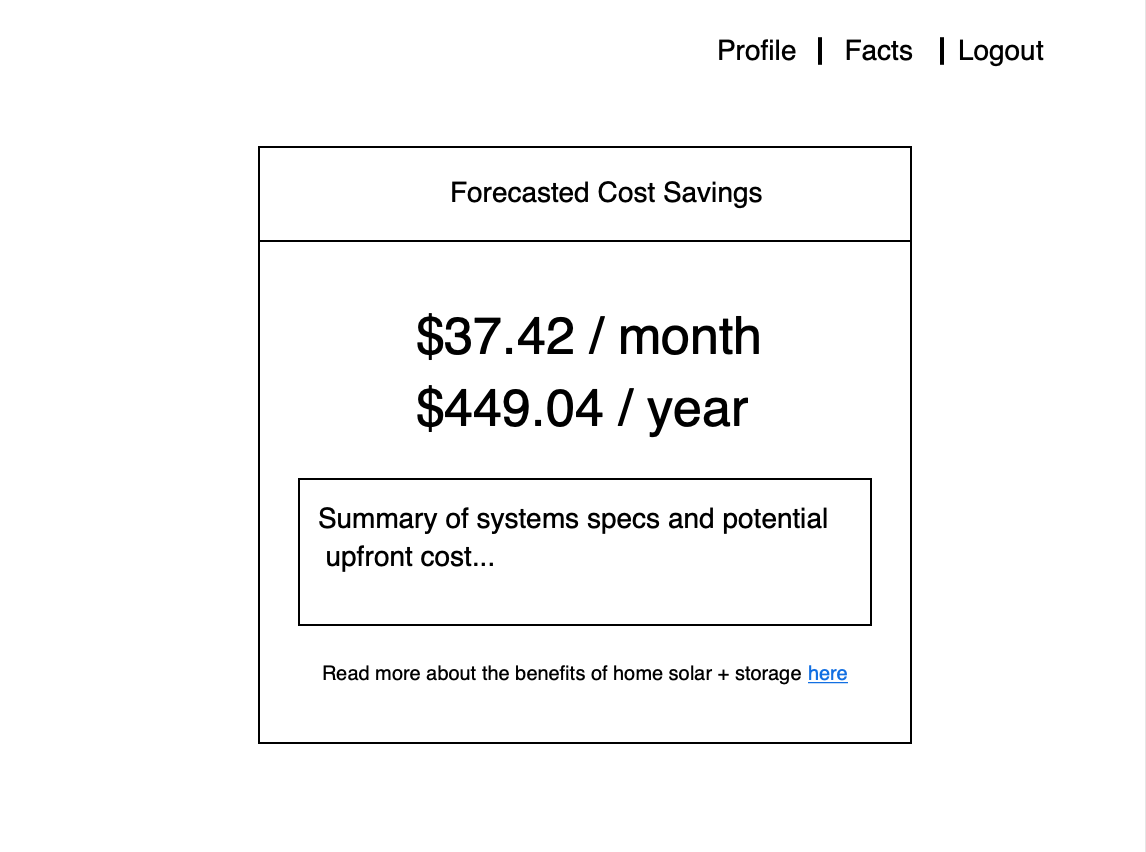 Profile | Facts | Logout
Forecasted Cost Savings
$37.42 / month
$449.04 / year
Summary of systems specs and potential
upfront cost...
Read more about the benefits of home solar + storage here